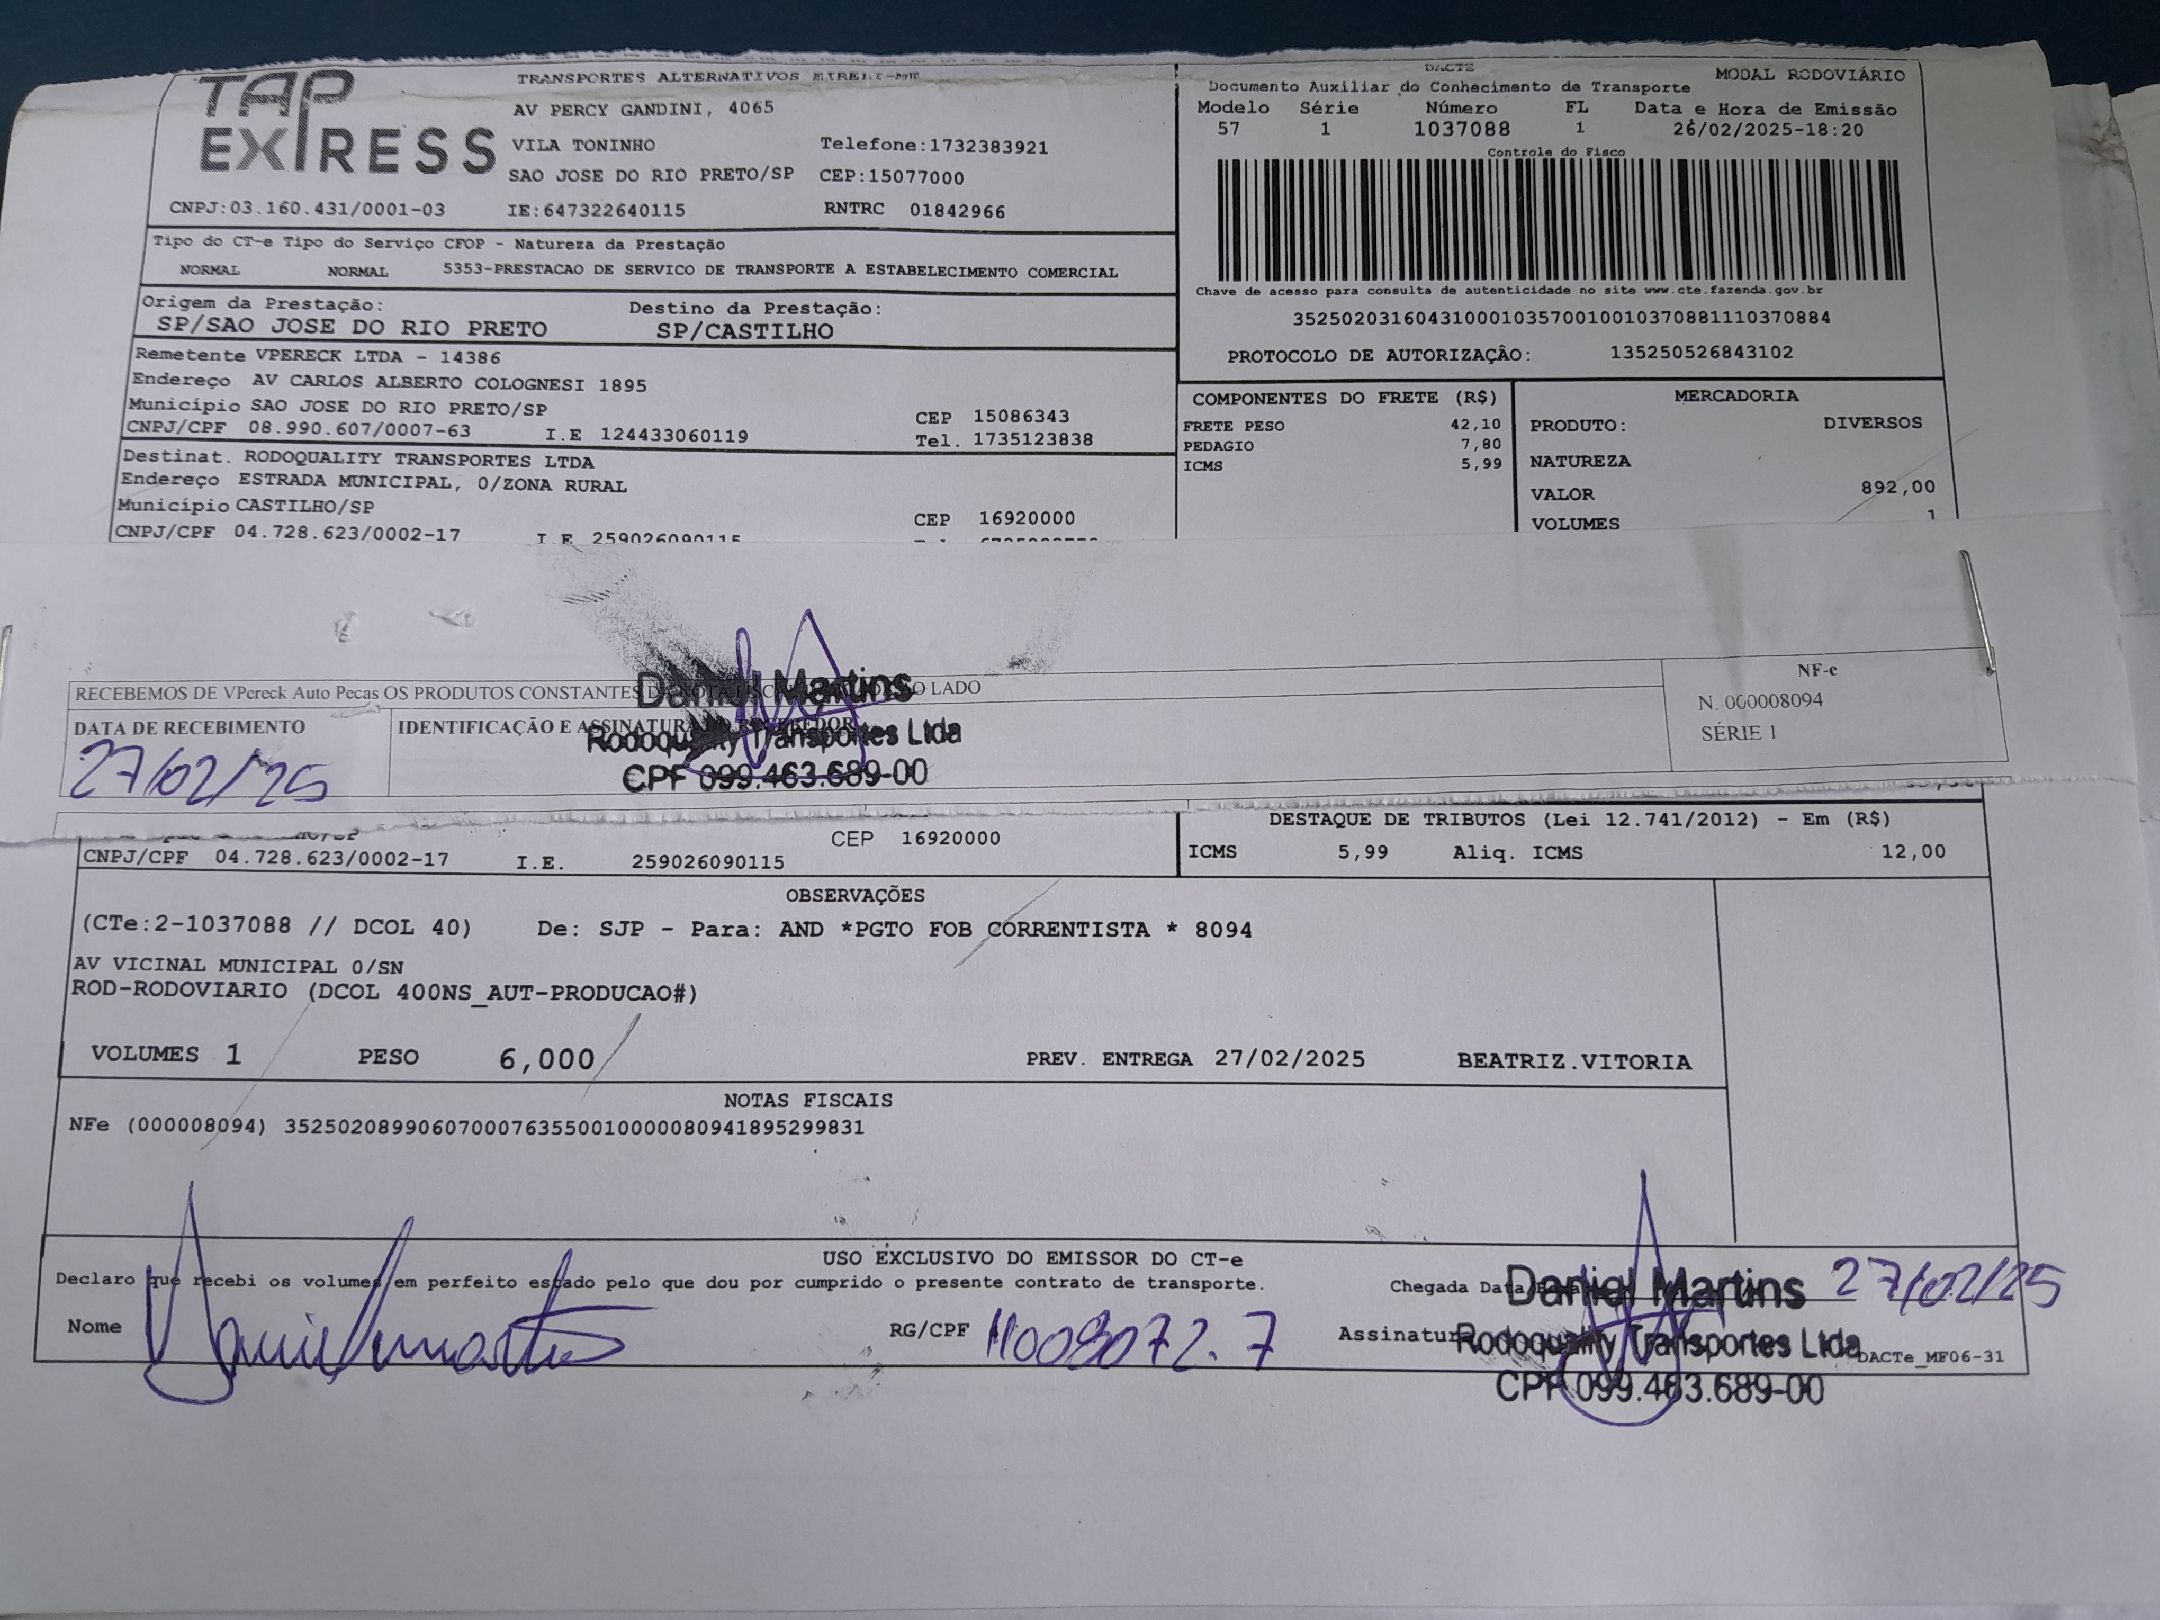 TAP EXPRESS
TRANSPORTES ALTERNATIVOS EIRELI-
AV PERCY GANDINI, 4065
VILA TONINHO Telefone:1732383921
SAO JOSE DO RIO PRETO/SP CEP:15077000
CNPJ:03.160.431/0001-03 IE:647322640115 RNTRC 01842966
DACTE MODAL RODOVIÁRIO
Documento Auxiliar do Conhecimento de Transporte
Modelo Série Número FL Data e Hora de Emissão
57 1 1037088 1 26/02/2025-18:20
Controle do Fisco
Chave de acesso para consulta de autenticidade no site www.cte.fazenda.gov.br
35250203160431000103570010010370881110370884
PROTOCOLO DE AUTORIZAÇÃO: 135250526843102
Tipo do CT-e Tipo do Serviço CFOP - Natureza da Prestação
NORMAL NORMAL 5353-PRESTACAO DE SERVICO DE TRANSPORTE A ESTABELECIMENTO COMERCIAL
Origem da Prestação: Destino da Prestação:
SP/SAO JOSE DO RIO PRETO SP/CASTILHO
Remetente VPERECK LTDA - 14386
Endereço AV CARLOS ALBERTO COLOGNESI 1895
Município SAO JOSE DO RIO PRETO/SP CEP 15086343
CNPJ/CPF 08.990.607/0007-63 I.E 124433060119 Tel. 1735123838
Destinat. RODOQUALITY TRANSPORTES LTDA
Endereço ESTRADA MUNICIPAL, 0/ZONA RURAL
Município CASTILHO/SP CEP 16920000
CNPJ/CPF 04.728.623/0002-17 I E 259026090115
COMPONENTES DO FRETE (R$)
FRETE PESO 42,10
PEDAGIO 7,80
ICMS 5,99
MERCADORIA
PRODUTO: DIVERSOS
NATUREZA
VALOR 892,00
VOLUMES 1
RECEBEMOS DE VPereck Auto Pecas OS PRODUTOS CONSTANTES DA NOTA FISC LADO
DATA DE RECEBIMENTO IDENTIFICAÇÃO E ASSINATURA DO RECEBEDOR
27/02/25
Daniel Martins
Rodoquality Transportes Ltda
CPF 099.463.689-00
NF-e
N. 000008094
SÉRIE 1
CEP 16920000
CNPJ/CPF 04.728.623/0002-17 I.E. 259026090115
DESTAQUE DE TRIBUTOS (Lei 12.741/2012) - Em (R$)
ICMS 5,99 Aliq. ICMS 12,00
OBSERVAÇÕES
(CTe:2-1037088 // DCOL 40) De: SJP - Para: AND *PGTO FOB CORRENTISTA * 8094
AV VICINAL MUNICIPAL 0/SN
ROD-RODOVIARIO (DCOL 400NS_AUT-PRODUCAO#)
VOLUMES 1 PESO 6,000 PREV. ENTREGA 27/02/2025 BEATRIZ.VITORIA
NOTAS FISCAIS
NFe (000008094) 35250208990607000763550010000080941895299831
USO EXCLUSIVO DO EMISSOR DO CT-e
Declaro que recebi os volumes em perfeito estado pelo que dou por cumprido o presente contrato de transporte.
Chegada Data 27/02/25
Nome Daniel Martins RG/CPF 11009072.7 Assinatura
Daniel Martins
Rodoquality Transportes Ltda
CPF 099.463.689-00
DACTe_MF06-31